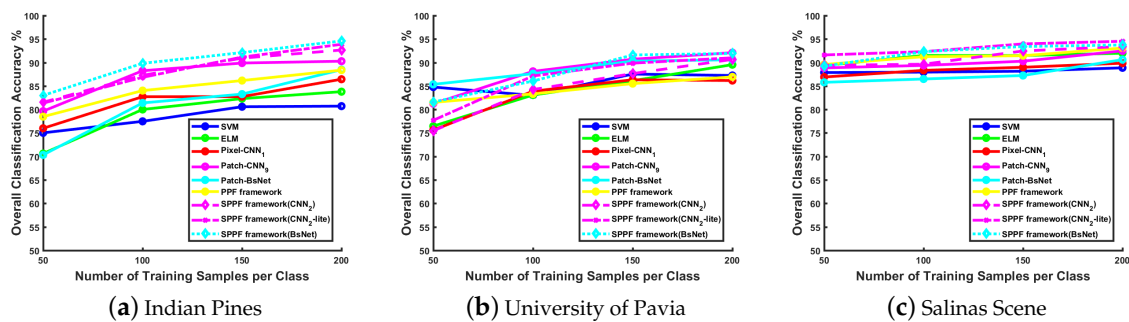 Overall Classification Accuracy %
100
95
90
85
80
75
70
65
60
55
50
50 100 150 200
Number of Training Samples per Class
SVM
ELM
Pixel-CNN₁
Patch-CNN₉
Patch-BsNet
PPF framework
SPPF framework(CNN₂)
SPPF framework(CNN₂-lite)
SPPF framework(BsNet)
(a) Indian Pines
Overall Classification Accuracy %
100
95
90
85
80
75
70
65
60
55
50
50 100 150 200
Number of Training Samples per Class
SVM
ELM
Pixel-CNN₁
Patch-CNN₉
Patch-BsNet
PPF framework
SPPF framework(CNN₂)
SPPF framework(CNN₂-lite)
SPPF framework(BsNet)
(b) University of Pavia
Overall Classification Accuracy %
100
95
90
85
80
75
70
65
60
55
50
50 100 150 200
Number of Training Samples per Class
SVM
ELM
Pixel-CNN₁
Patch-CNN₉
Patch-BsNet
PPF framework
SPPF framework(CNN₂)
SPPF framework(CNN₂-lite)
SPPF framework(BsNet)
(c) Salinas Scene